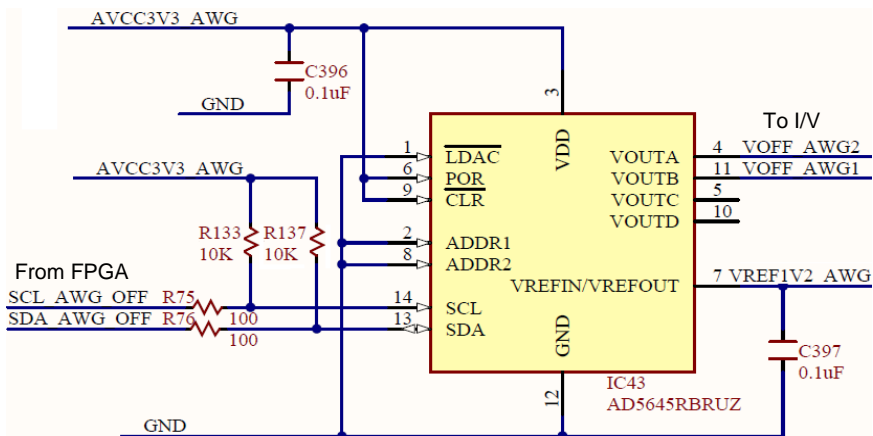 AVCC3V3_AWG
C396
0.1uF
GND
3
VDD
To I/V
1 LDAC VOUTA 4 VOFF_AWG2
6 POR VOUTB 11 VOFF_AWG1
9 CLR VOUTC 5
VOUTD 10
AVCC3V3_AWG
R133 R137
10K 10K
2 ADDR1
8 ADDR2
From FPGA
VREFIN/VREFOUT 7 VREF1V2_AWG
SCL_AWG_OFF R75 100 14 SCL
SDA_AWG_OFF R76 100 13 SDA
GND
12
C397
0.1uF
IC43
AD5645RBRUZ
GND